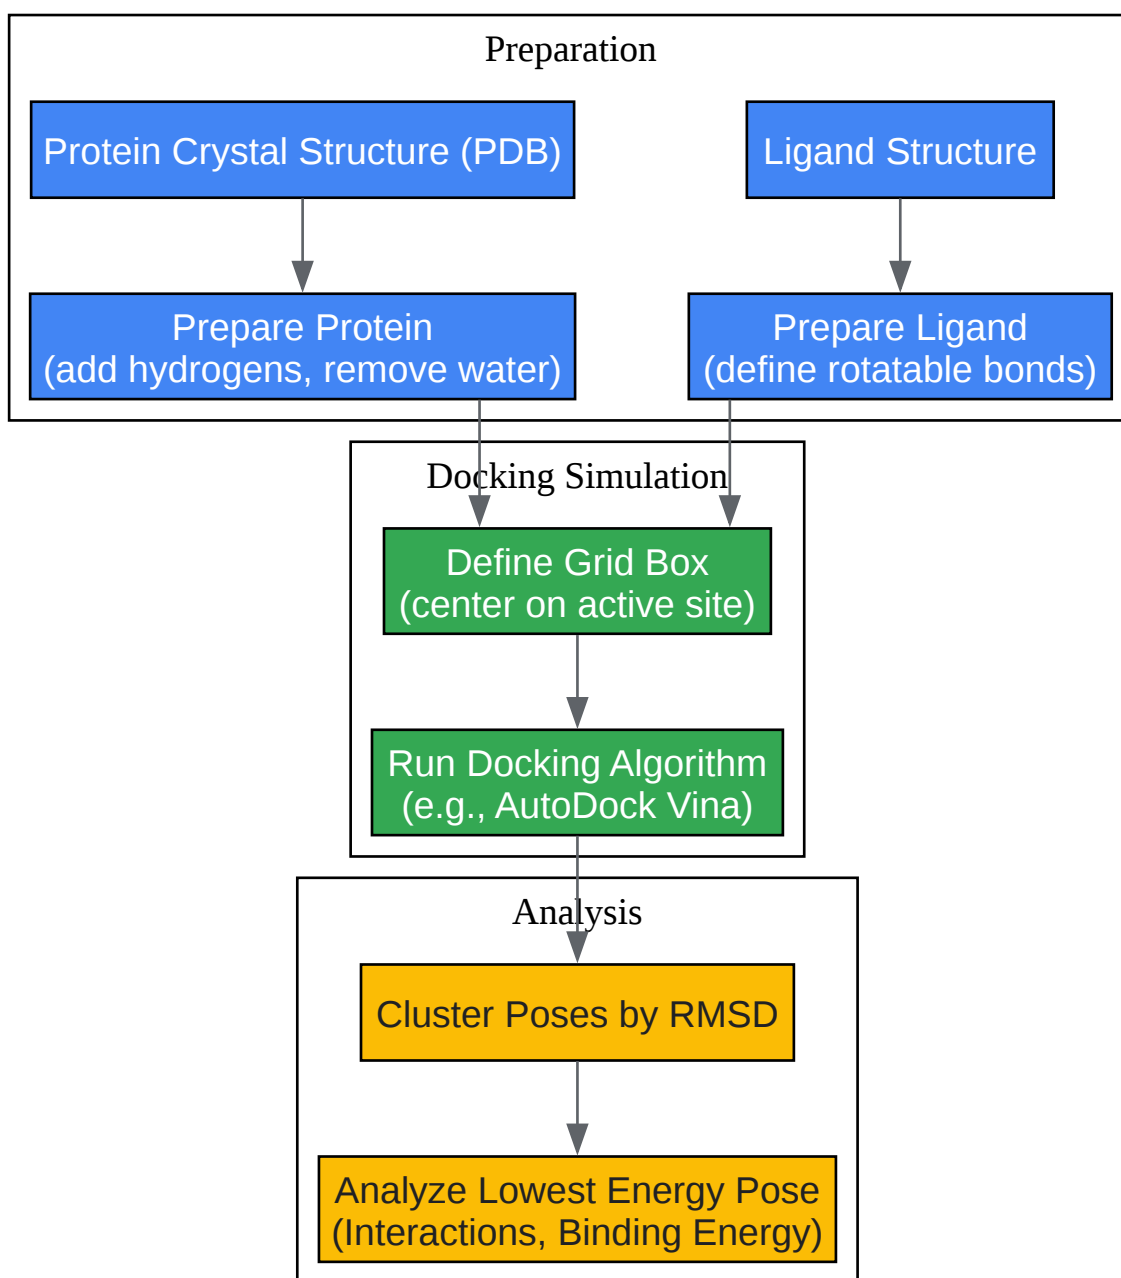 Preparation
Protein Crystal Structure (PDB)
Ligand Structure
Prepare Protein
(add hydrogens, remove water)
Prepare Ligand
(define rotatable bonds)
Docking Simulation
Define Grid Box
(center on active site)
Run Docking Algorithm
(e.g., AutoDock Vina)
Analysis
Cluster Poses by RMSD
Analyze Lowest Energy Pose
(Interactions, Binding Energy)